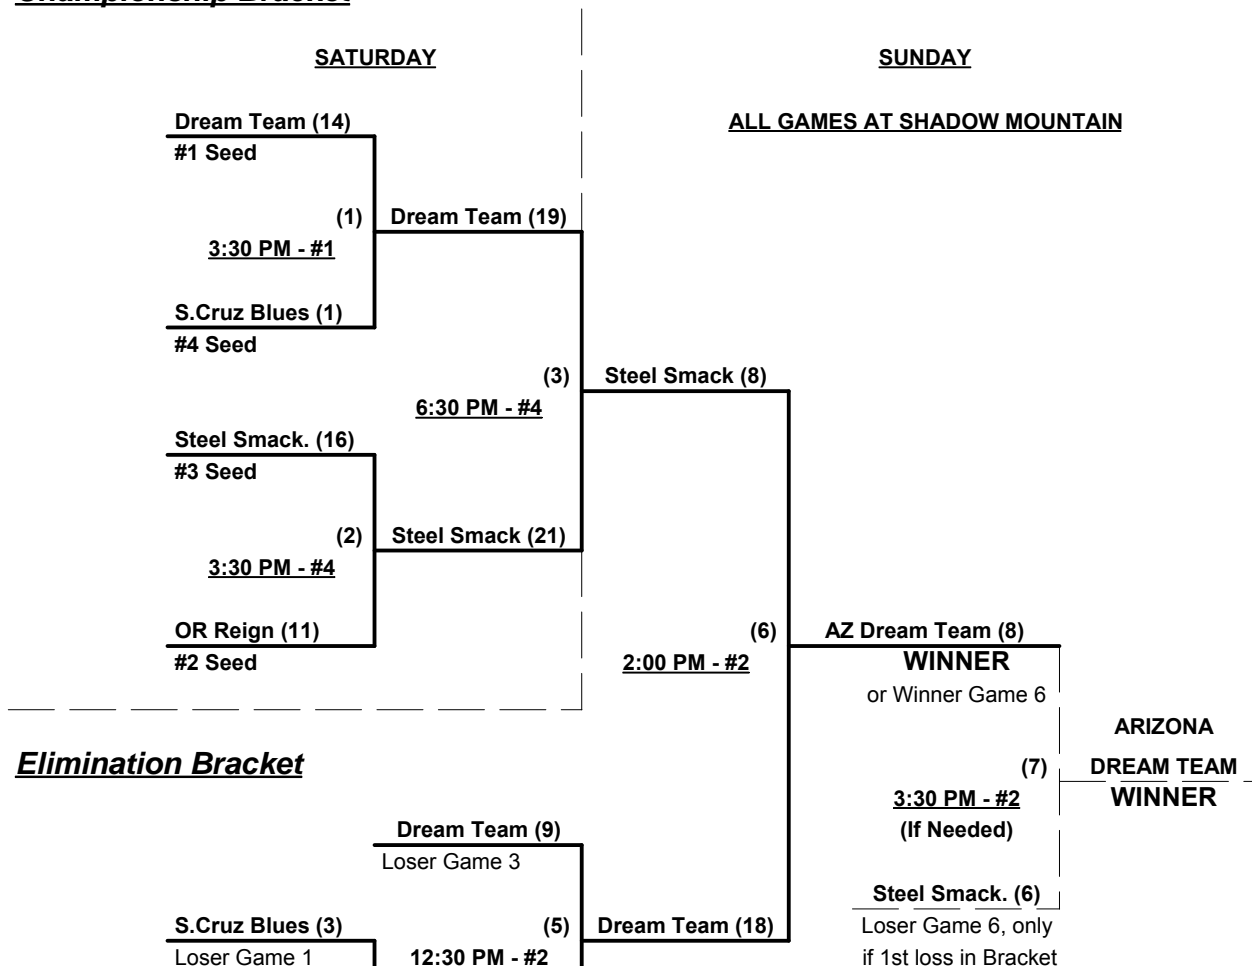 Championship Bracket
SATURDAY
SUNDAY
ALL GAMES AT SHADOW MOUNTAIN
Dream Team (14)
#1 Seed
(1)
Dream Team (19)
3:30 PM - #1
S.Cruz Blues (1)
#4 Seed
(3)
Steel Smack (8)
6:30 PM - #4
Steel Smack. (16)
#3 Seed
(2)
Steel Smack (21)
3:30 PM - #4
OR Reign (11)
#2 Seed
(6)
AZ Dream Team (8)
2:00 PM - #2
WINNER
or Winner Game 6
ARIZONA
Elimination Bracket
(7)
DREAM TEAM
3:30 PM - #2
WINNER
(If Needed)
Dream Team (9)
Loser Game 3
Steel Smack. (6)
S.Cruz Blues (3)
(5)
Dream Team (18)
Loser Game 6, only
Loser Game 1
12:30 PM - #2
if 1st loss in Bracket